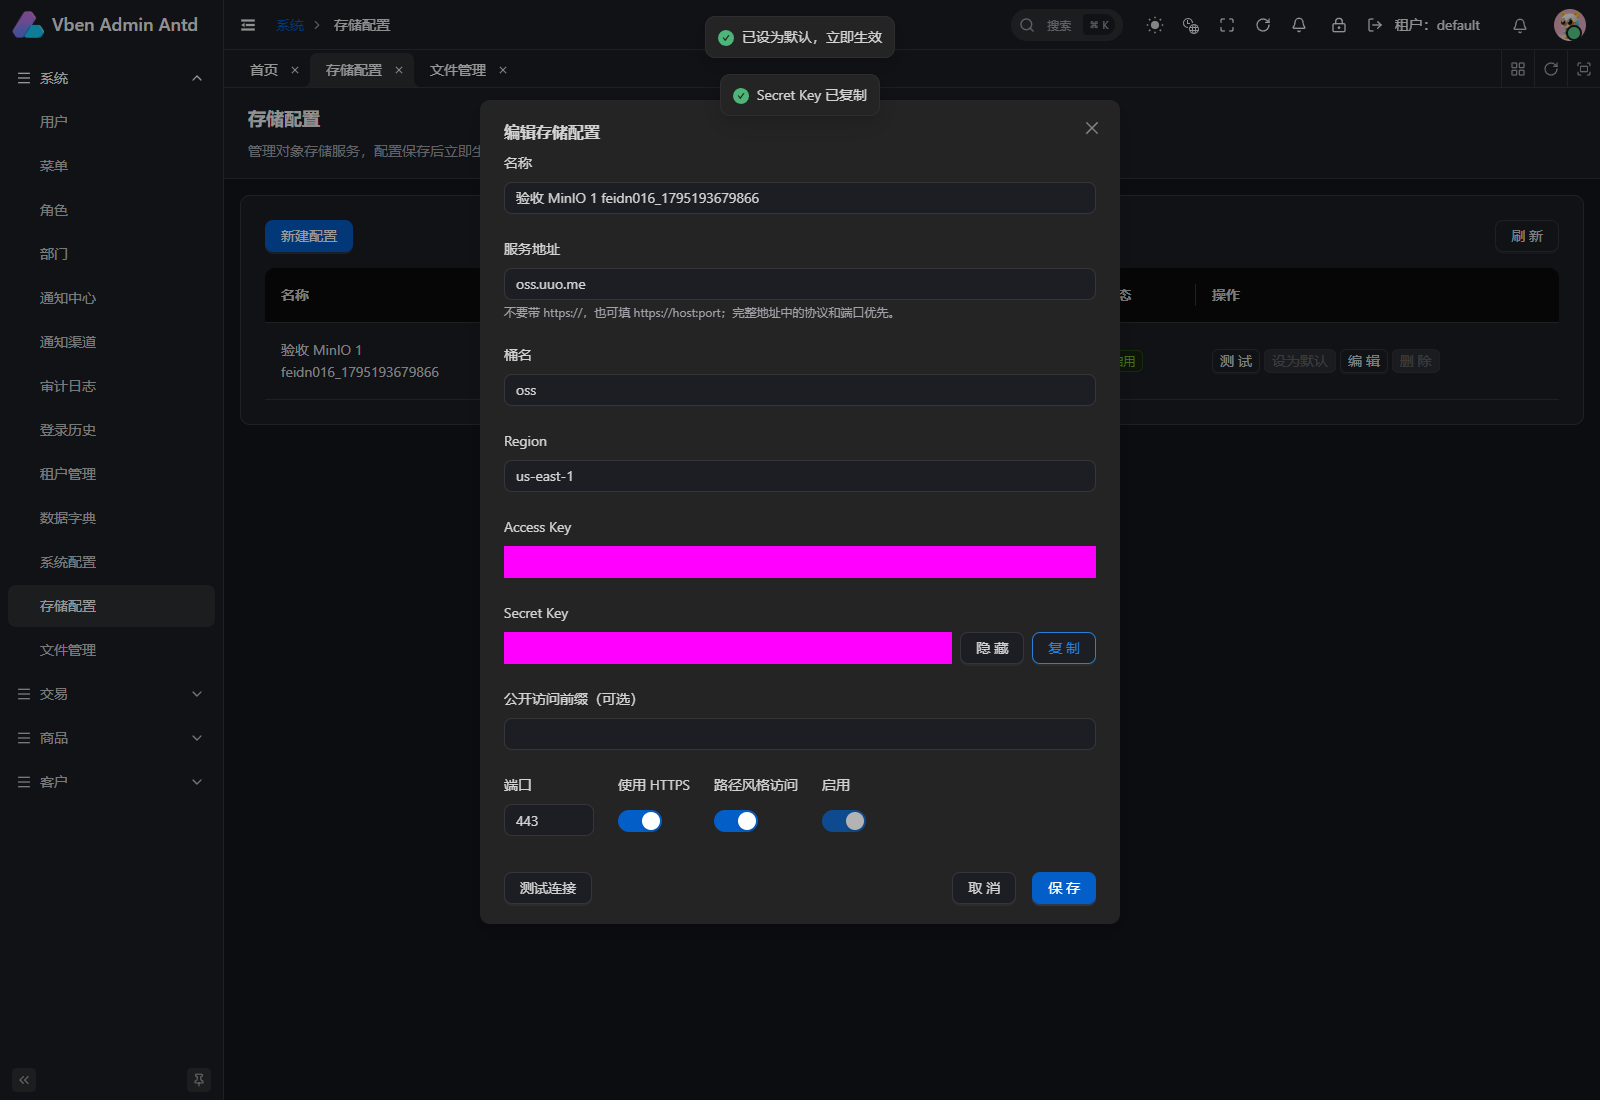 Vben Admin Antd
系统
存储配置
搜索
⌘ K
租户：default
已设为默认，立即生效
首页
存储配置
文件管理
Secret Key 已复制
系统
用户
菜单
角色
部门
通知中心
通知渠道
审计日志
登录历史
租户管理
数据字典
系统配置
存储配置
文件管理
交易
商品
客户
存储配置
管理对象存储服务，配置保存后立即生
新建配置
刷 新
名称
态
操作
验收 MinIO 1
feidn016_1795193679866
用
测 试
设为默认
编 辑
删 除
编辑存储配置
名称
验收 MinIO 1 feidn016_1795193679866
服务地址
oss.uuo.me
不要带 https://，也可填 https://host:port；完整地址中的协议和端口优先。
桶名
oss
Region
us-east-1
Access Key
Secret Key
隐 藏
复 制
公开访问前缀（可选）
端口
使用 HTTPS
路径风格访问
启用
443
测试连接
取 消
保 存